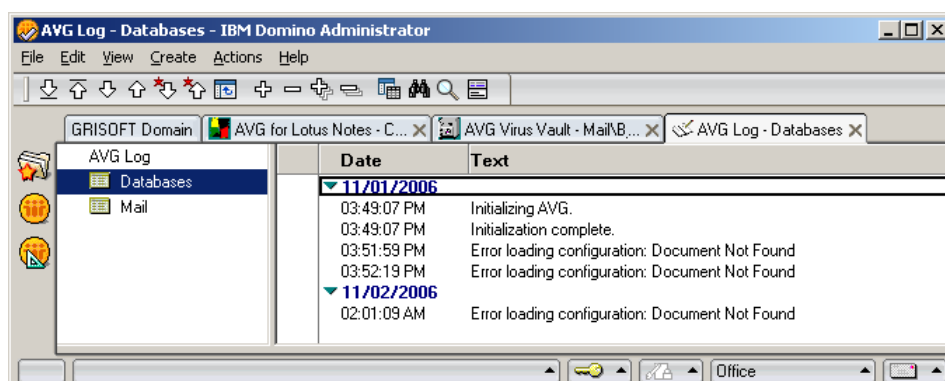 AVG Log - Databases - IBM Domino Administrator
File Edit View Create Actions Help
GRISOFT Domain AVG for Lotus Notes - C... AVG Virus Vault - Mail\B... AVG Log - Databases
AVG Log
Databases
Mail
Date Text
11/01/2006
03:49:07 PM Initializing AVG.
03:49:07 PM Initialization complete.
03:51:59 PM Error loading configuration: Document Not Found
03:52:19 PM Error loading configuration: Document Not Found
11/02/2006
02:01:09 AM Error loading configuration: Document Not Found
Office